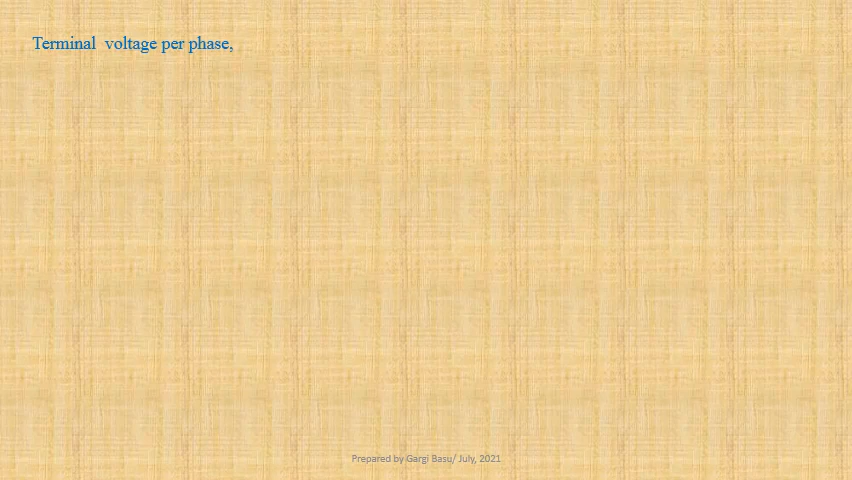 Terminal  voltage per phase,
Prepared by Gargi Basu/ July, 2021